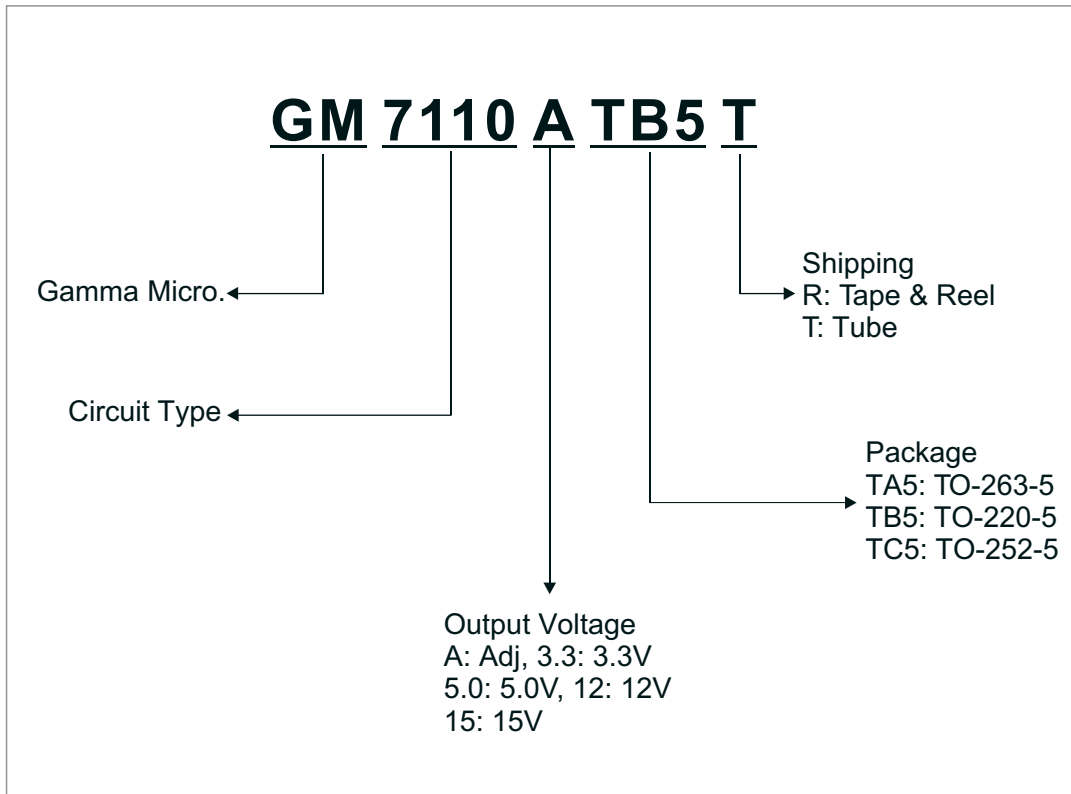 GM 7110 A TB5 T
Gamma Micro.
Shipping
R: Tape & Reel
T: Tube
Circuit Type
Package
TA5: TO-263-5
TB5: TO-220-5
TC5: TO-252-5
Output Voltage
A: Adj, 3.3: 3.3V
5.0: 5.0V, 12: 12V
15: 15V